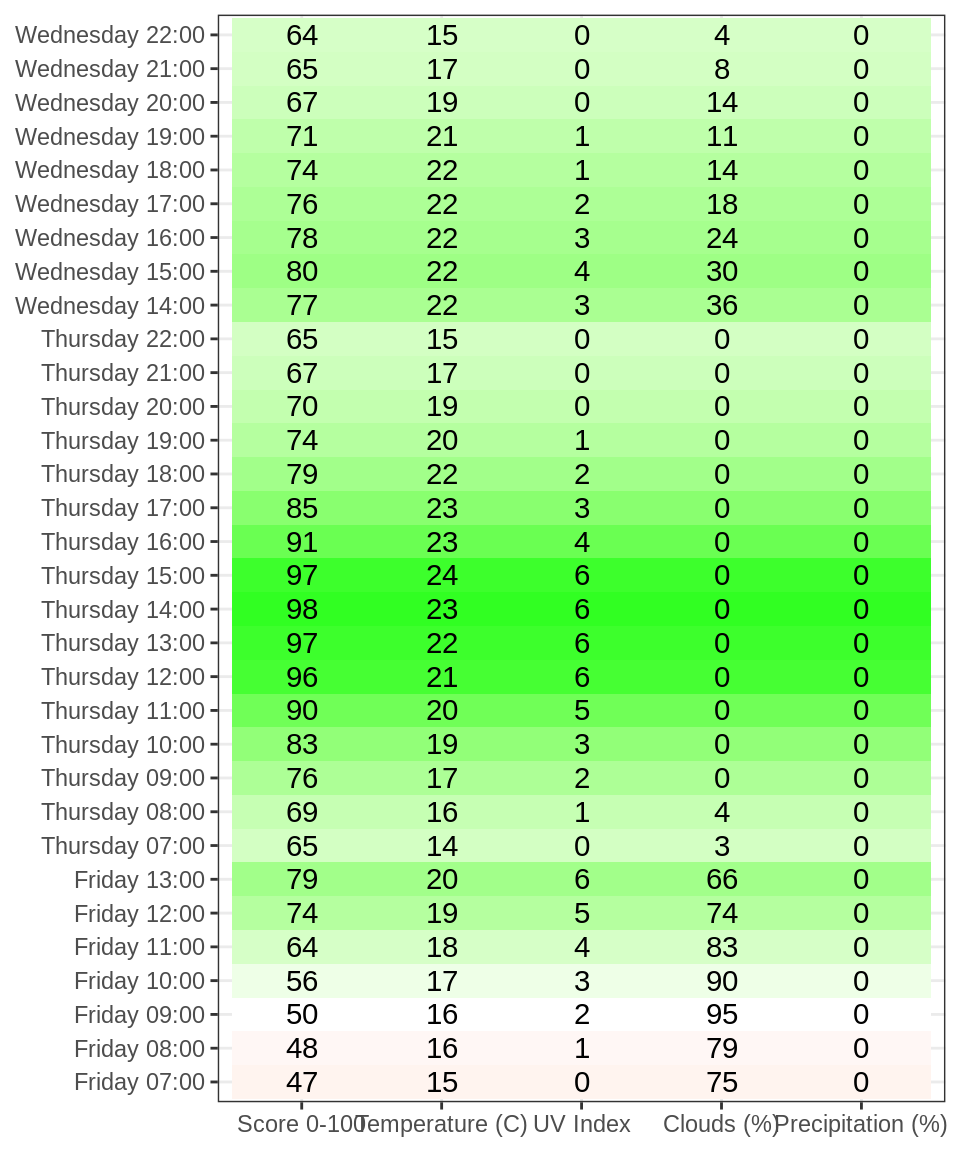 Wednesday 22:00 64 15 0 4 0
Wednesday 21:00 65 17 0 8 0
Wednesday 20:00 67 19 0 14 0
Wednesday 19:00 71 21 1 11 0
Wednesday 18:00 74 22 1 14 0
Wednesday 17:00 76 22 2 18 0
Wednesday 16:00 78 22 3 24 0
Wednesday 15:00 80 22 4 30 0
Wednesday 14:00 77 22 3 36 0
Thursday 22:00 65 15 0 0 0
Thursday 21:00 67 17 0 0 0
Thursday 20:00 70 19 0 0 0
Thursday 19:00 74 20 1 0 0
Thursday 18:00 79 22 2 0 0
Thursday 17:00 85 23 3 0 0
Thursday 16:00 91 23 4 0 0
Thursday 15:00 97 24 6 0 0
Thursday 14:00 98 23 6 0 0
Thursday 13:00 97 22 6 0 0
Thursday 12:00 96 21 6 0 0
Thursday 11:00 90 20 5 0 0
Thursday 10:00 83 19 3 0 0
Thursday 09:00 76 17 2 0 0
Thursday 08:00 69 16 1 4 0
Thursday 07:00 65 14 0 3 0
Friday 13:00 79 20 6 66 0
Friday 12:00 74 19 5 74 0
Friday 11:00 64 18 4 83 0
Friday 10:00 56 17 3 90 0
Friday 09:00 50 16 2 95 0
Friday 08:00 48 16 1 79 0
Friday 07:00 47 15 0 75 0
Score 0-100 Temperature (C) UV Index Clouds (%) Precipitation (%)